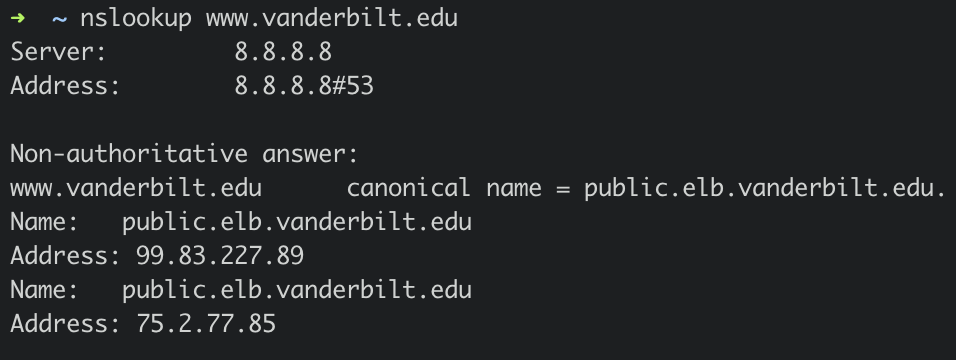 ➜ ~ nslookup www.vanderbilt.edu
Server: 8.8.8.8
Address: 8.8.8.8#53
Non-authoritative answer:
www.vanderbilt.edu canonical name = public.elb.vanderbilt.edu.
Name: public.elb.vanderbilt.edu
Address: 99.83.227.89
Name: public.elb.vanderbilt.edu
Address: 75.2.77.85